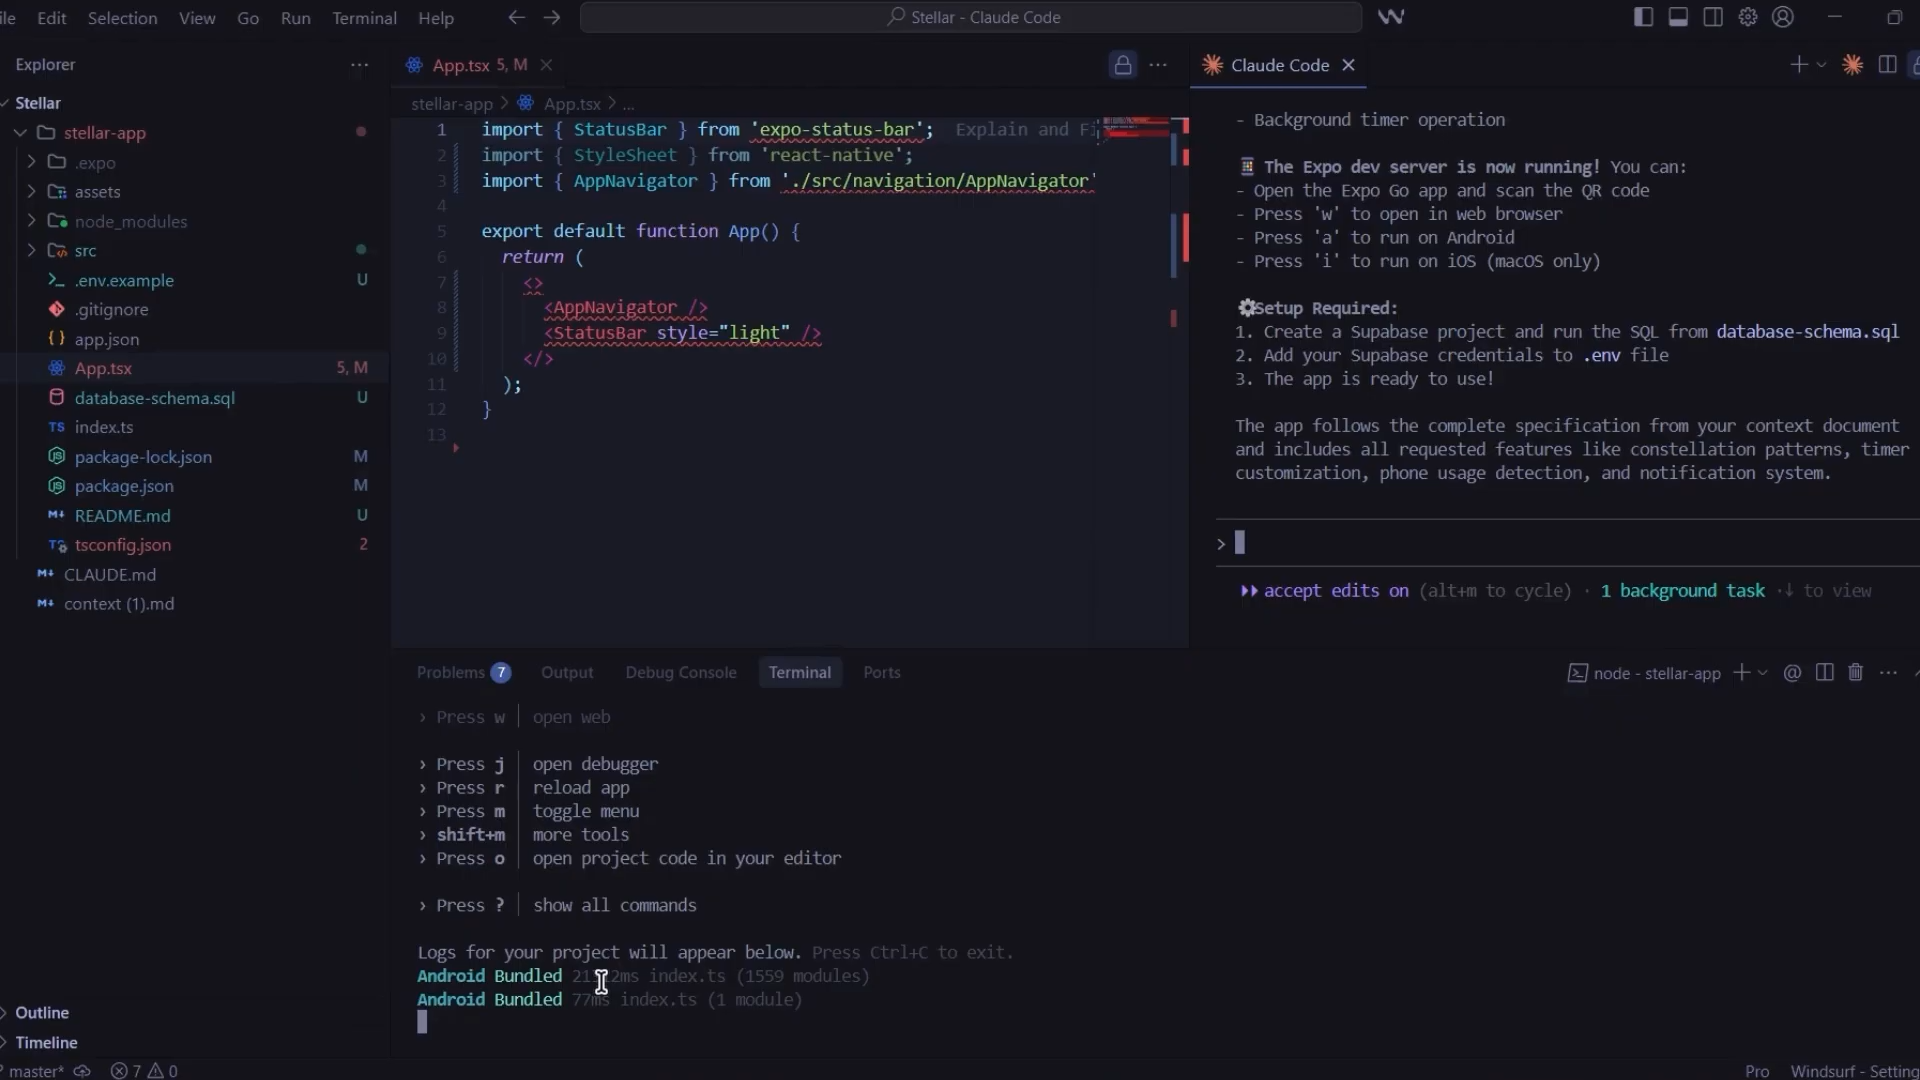 Edit Selection View Go Run Terminal Help
Stellar - Claude Code
Explorer
Stellar
stellar-app
.expo
assets
node_modules
src
.env.example U
.gitignore
app.json
App.tsx 5, M
database-schema.sql U
TS index.ts
package-lock.json M
package.json M
README.md U
tsconfig.json 2
CLAUDE.md
context (1).md
Outline
Timeline
master* 7 0
App.tsx 5, M
stellar-app > App.tsx > ...
1 import { StatusBar } from 'expo-status-bar'; Explain and
2 import { StyleSheet } from 'react-native';
3 import { AppNavigator } from './src/navigation/AppNavigator'
4
5 export default function App() {
6 return (
7 <>
8 <AppNavigator />
9 <StatusBar style="light" />
10 </>
11 );
12 }
13
Claude Code
- Background timer operation
The Expo dev server is now running! You can:
- Open the Expo Go app and scan the QR code
- Press 'w' to open in web browser
- Press 'a' to run on Android
- Press 'i' to run on iOS (macOS only)
Setup Required:
1. Create a Supabase project and run the SQL from database-schema.sql
2. Add your Supabase credentials to .env file
3. The app is ready to use!
The app follows the complete specification from your context document
and includes all requested features like constellation patterns, timer
customization, phone usage detection, and notification system.
>
accept edits on (alt+m to cycle) · 1 background task · ↓ to view
Problems 7 Output Debug Console Terminal Ports
node - stellar-app
› Press w │ open web
› Press j │ open debugger
› Press r │ reload app
› Press m │ toggle menu
› shift+m │ more tools
› Press o │ open project code in your editor
› Press ? │ show all commands
Logs for your project will appear below. Press Ctrl+C to exit.
Android Bundled index.ts (1559 modules)
Android Bundled 77ms index.ts (1 module)
Pro Windsurf -